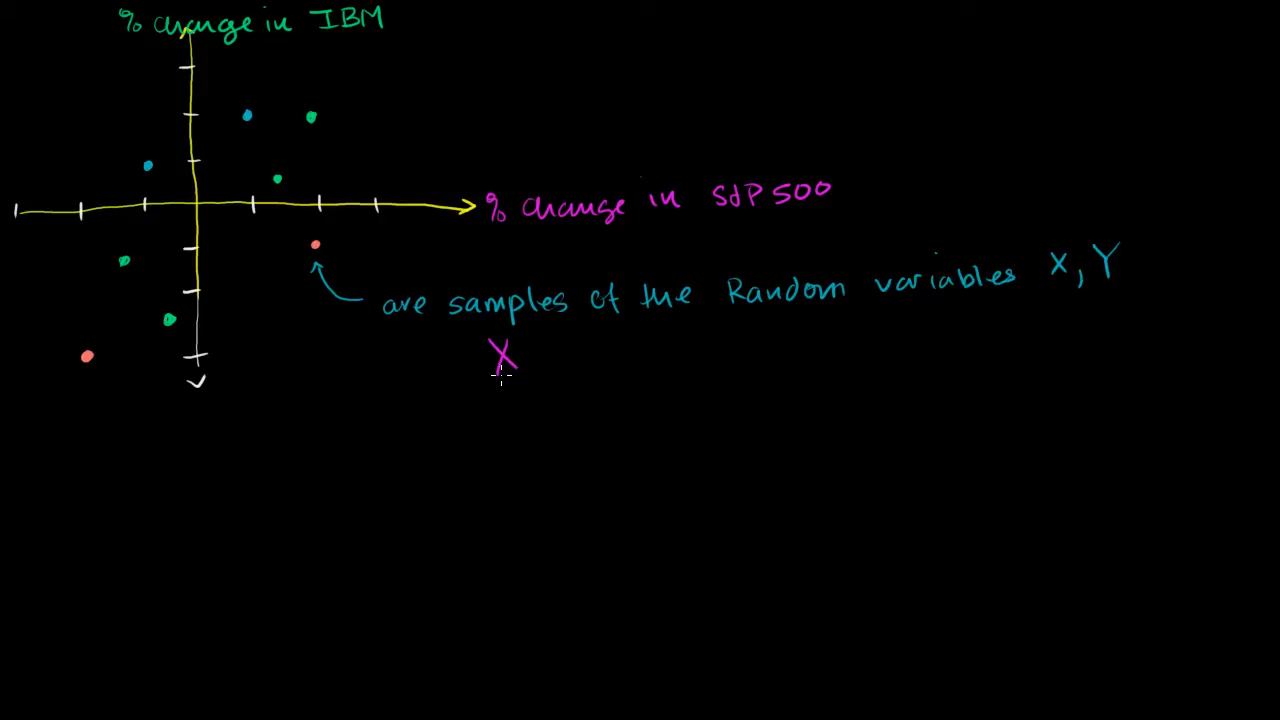 % change in IBM
% change in S&P 500
are samples of the Random variables X, Y
X